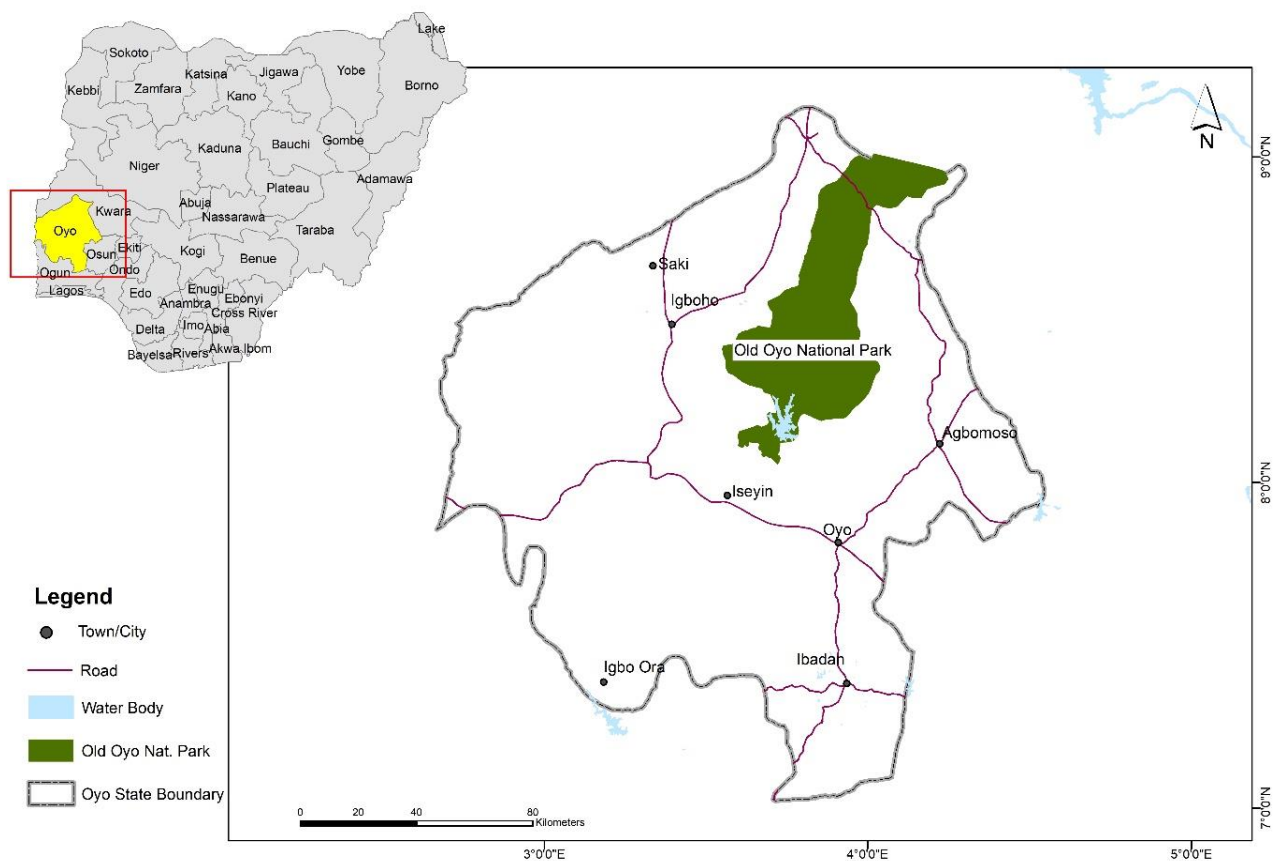 Lake
Sokoto
Katsina
Jigawa
Yobe
Kebbi
Zamfara
Kano
Borno
Kaduna
Bauchi
Gombe
Niger
Adamawa
Plateau
Kwara
Abuja
Nassarawa
Taraba
Oyo
Osun
Ekiti
Kogi
Benue
Ogun
Ondo
Lagos
Edo
Enugu
Anambra
Ebonyi
Cross River
Delta
Imo
Abia
Bayelsa
Rivers
Akwa Ibom
N
9°0'0"N
Saki
Igboho
Old Oyo National Park
Agbomoso
8°0'0"N
Iseyin
Oyo
Igbo Ora
Ibadah
7°0'0"N
Legend
Town/City
Road
Water Body
Old Oyo Nat. Park
Oyo State Boundary
0 20 40 80
Kilometers
3°0'0"E
4°0'0"E
5°0'0"E